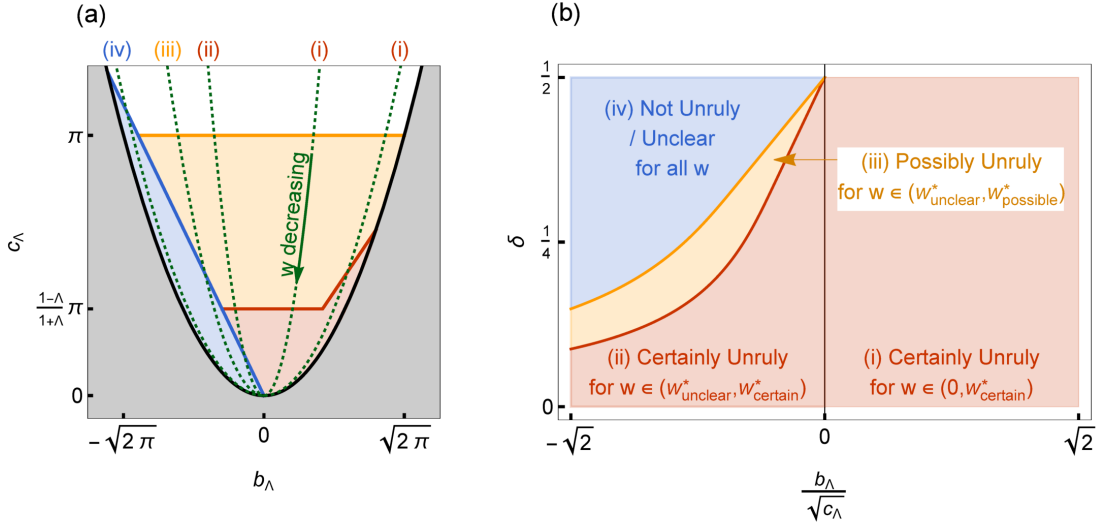 (a)
(iv) (iii) (ii) (i) (i)
π
c_Λ
w decreasing
1-Λ/1+Λ π
0
-√2 π 0 √2 π
b_Λ
(b)
1/2
(iv) Not Unruly
/ Unclear
for all w
(iii) Possibly Unruly
for w ∈ (w*_unclear, w*_possible)
δ
1/4
(ii) Certainly Unruly
for w ∈ (w*_unclear, w*_certain)
(i) Certainly Unruly
for w ∈ (0, w*_certain)
0
-√2 0 √2
b_Λ/√c_Λ